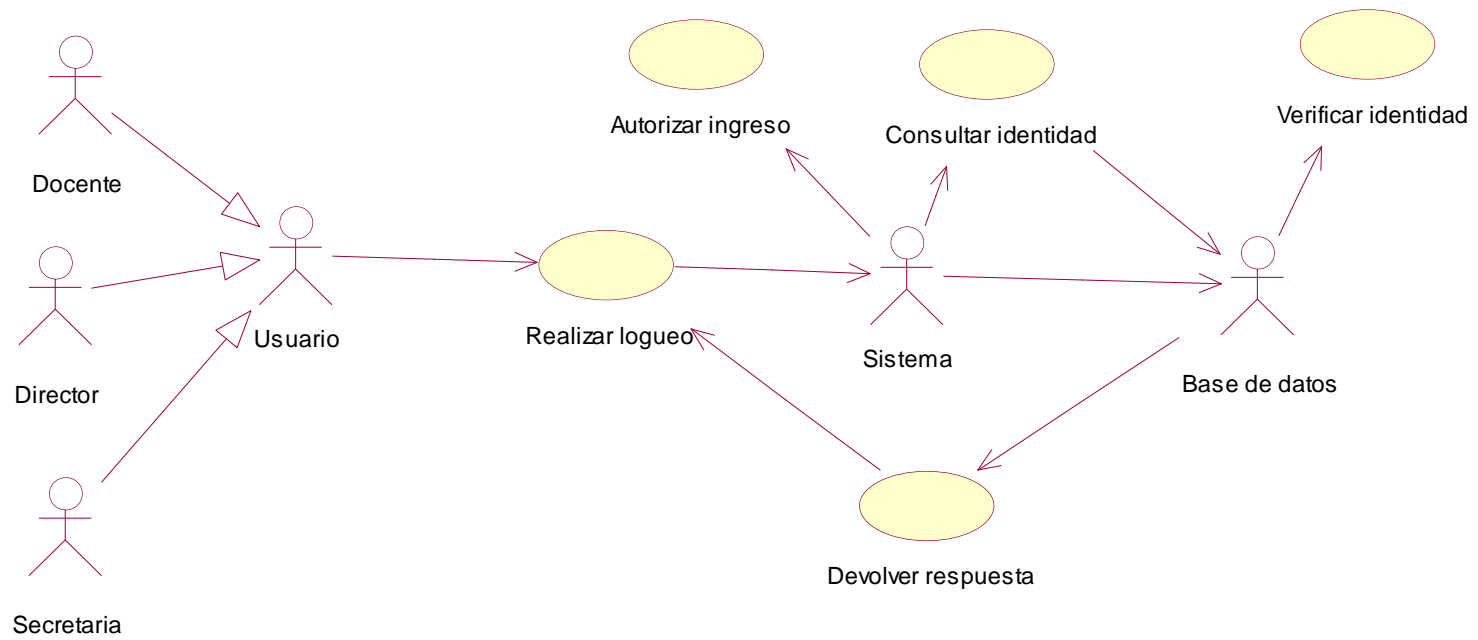 Docente
Director
Secretaria
Usuario
Realizar logueo
Autorizar ingreso
Consultar identidad
Verificar identidad
Sistema
Base de datos
Devolver respuesta